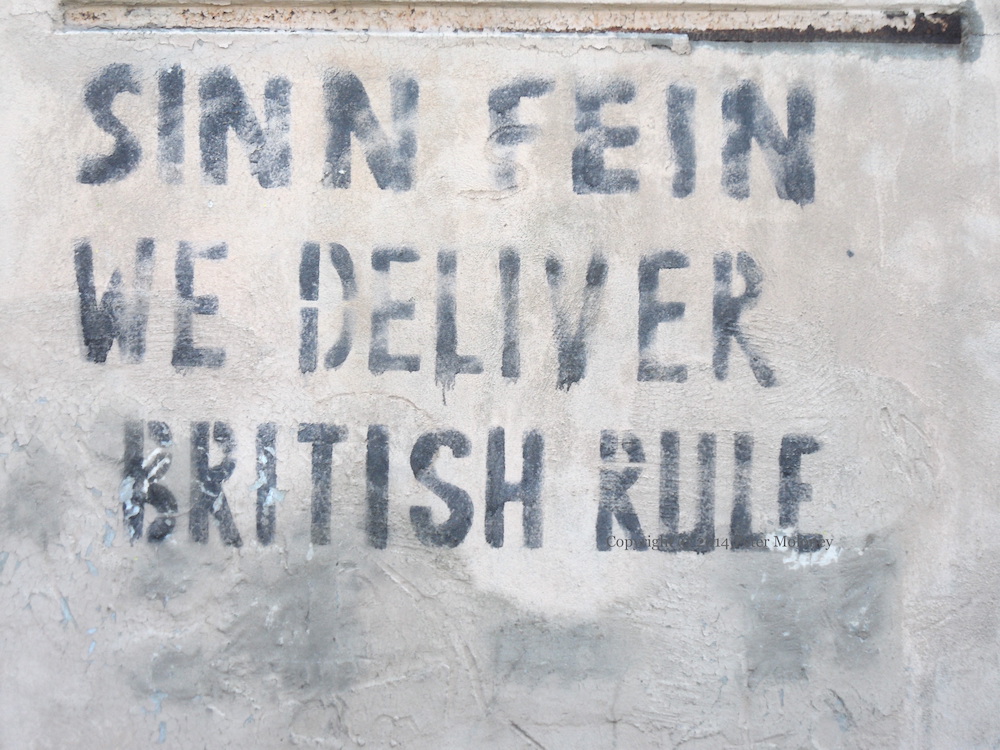 SINN FEIN
WE DELIVER
BRITISH RULE
Copyright